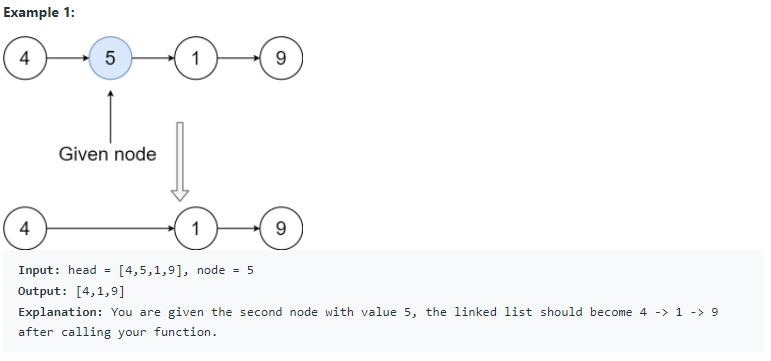 Example 1:
4 5 1 9
Given node
4 1 9
Input: head = [4,5,1,9], node = 5
Output: [4,1,9]
Explanation: You are given the second node with value 5, the linked list should become 4 -> 1 -> 9
after calling your function.